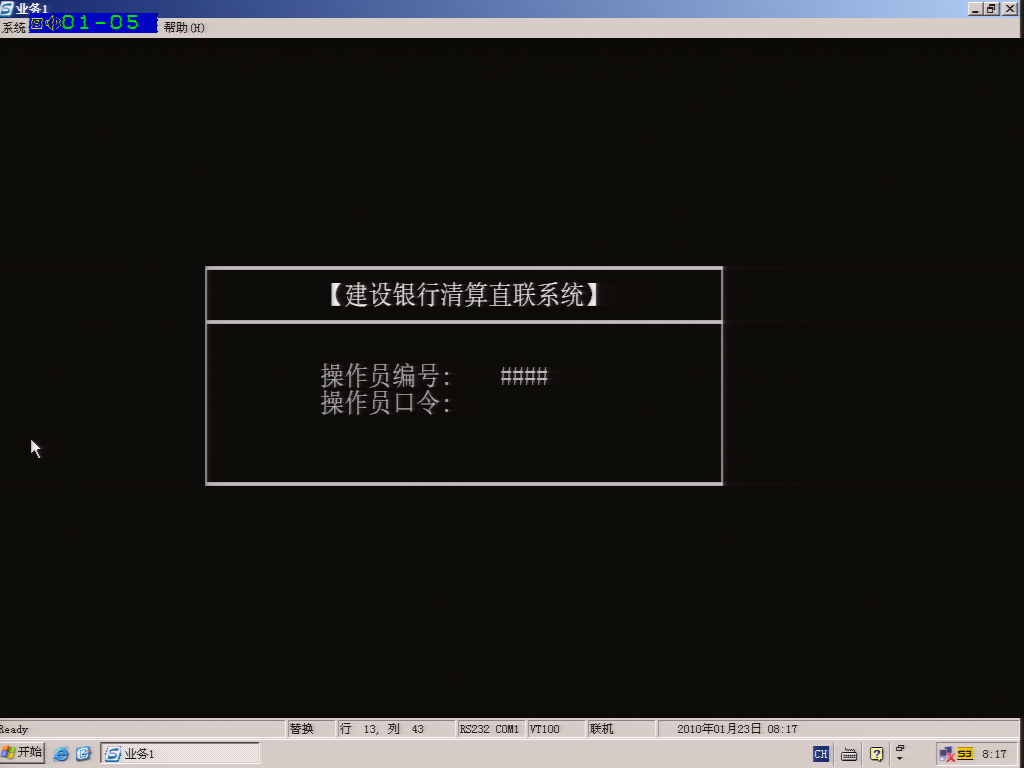 业务1
系统 01-05 帮助(H)
【建设银行清算直联系统】
操作员编号: ####
操作员口令:
Ready 替换 行 13, 列 43 RS232 COM1 VT100 联机 2010年01月23日 08:17
开始 业务1 CH S3 8:17